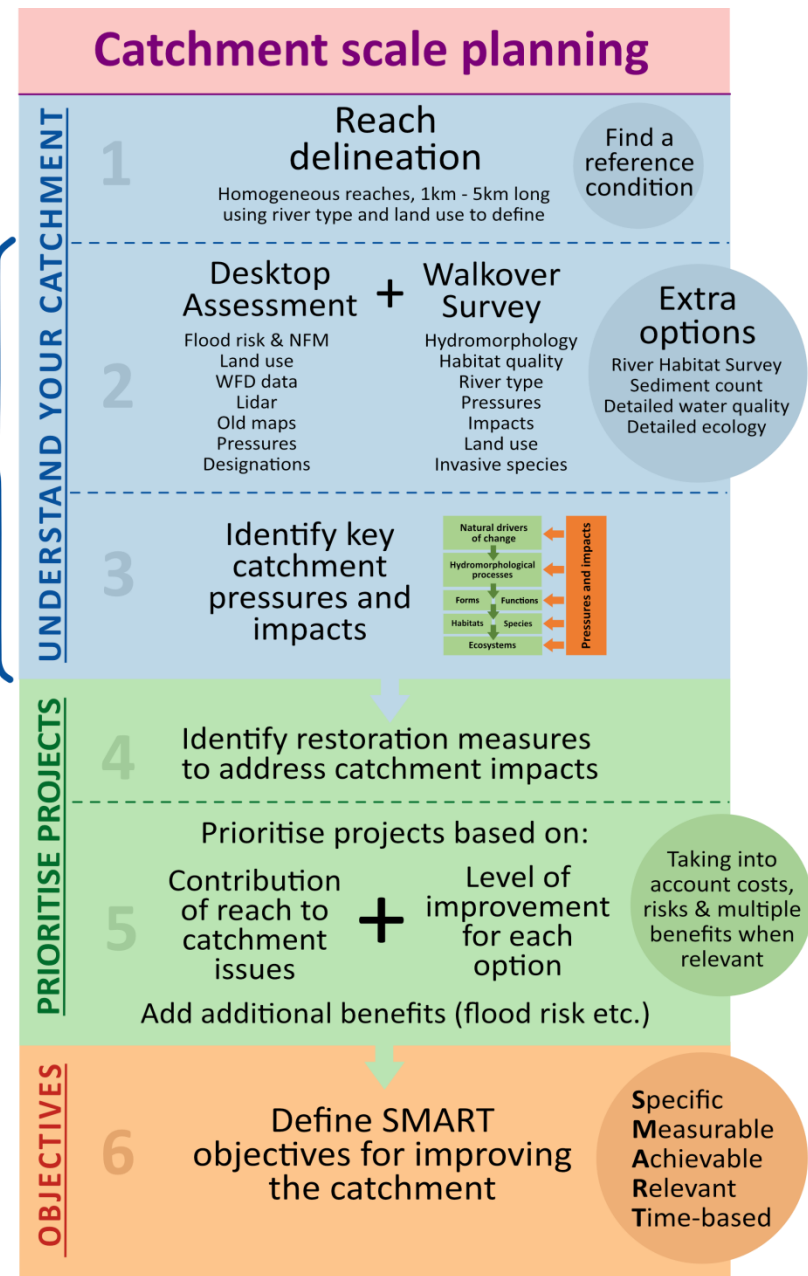 Catchment scale planning
UNDERSTAND YOUR CATCHMENT
1
Reach
delineation
Homogeneous reaches, 1km - 5km long
using river type and land use to define
Find a
reference
condition
2
Desktop
Assessment
Flood risk & NFM
Land use
WFD data
Lidar
Old maps
Pressures
Designations
+
Walkover
Survey
Hydromorphology
Habitat quality
River type
Pressures
Impacts
Land use
Invasive species
Extra
options
River Habitat Survey
Sediment count
Detailed water quality
Detailed ecology
3
Identify key
catchment
pressures and
impacts
Natural drivers
of change
Hydromorphological
processes
Forms Functions
Habitats Species
Ecosystems
Pressures and impacts
PRIORITISE PROJECTS
4
Identify restoration measures
to address catchment impacts
5
Prioritise projects based on:
Contribution
of reach to
catchment
issues
+
Level of
improvement
for each
option
Add additional benefits (flood risk etc.)
Taking into
account costs,
risks & multiple
benefits when
relevant
OBJECTIVES
6
Define SMART
objectives for improving
the catchment
Specific
Measurable
Achievable
Relevant
Time-based